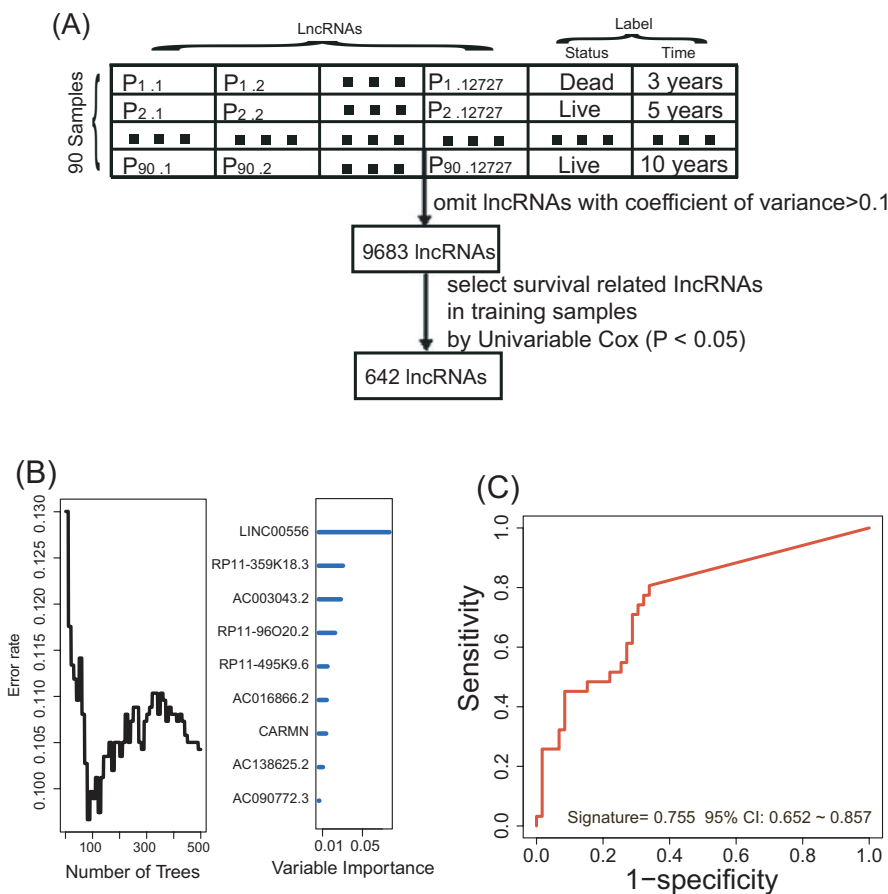 (A)
LncRNAs
Label
Status Time
90 Samples
P1 .1 P1 .2 P1 .12727 Dead 3 years
P2 .1 P2 .2 P2 .12727 Live 5 years
P90 .1 P90 .2 P90 .12727 Live 10 years
omit lncRNAs with coefficient of variance>0.1
9683 lncRNAs
select survival related lncRNAs
in training samples
by Univariable Cox (P < 0.05)
642 lncRNAs
(B)
Error rate
0.130
0.125
0.120
0.115
0.110
0.105
0.100
100 300 500
Number of Trees
LINC00556
RP11-359K18.3
AC003043.2
RP11-96O20.2
RP11-495K9.6
AC016866.2
CARMN
AC138625.2
AC090772.3
0.01 0.05
Variable Importance
(C)
Sensitivity
1.0
0.8
0.6
0.4
0.2
0.0
Signature= 0.755 95% CI: 0.652 ~ 0.857
0.0 0.2 0.4 0.6 0.8 1.0
1−specificity